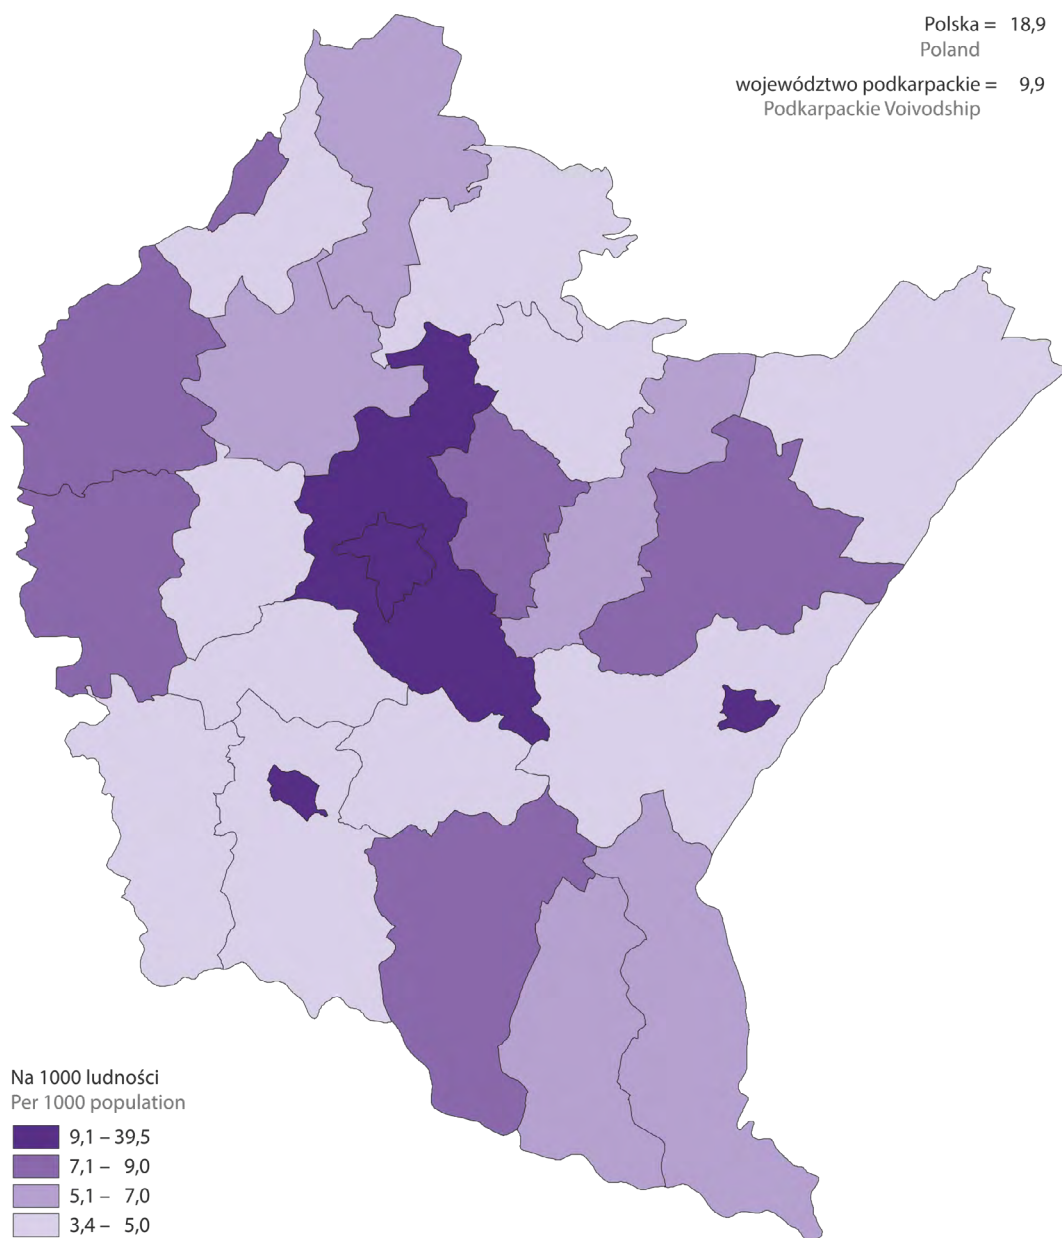 Polska = 18,9
Poland
województwo podkarpackie = 9,9
Podkarpackie Voivodship
Na 1000 ludności
Per 1000 population
9,1 – 39,5
7,1 – 9,0
5,1 – 7,0
3,4 – 5,0